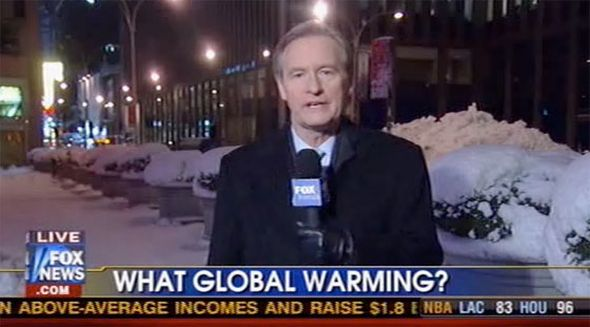 FOX
LIVE
FOX
NEWS
.COM
WHAT GLOBAL WARMING?
N ABOVE-AVERAGE INCOMES AND RAISE $1.8 NBA LAC 83 HOU 96